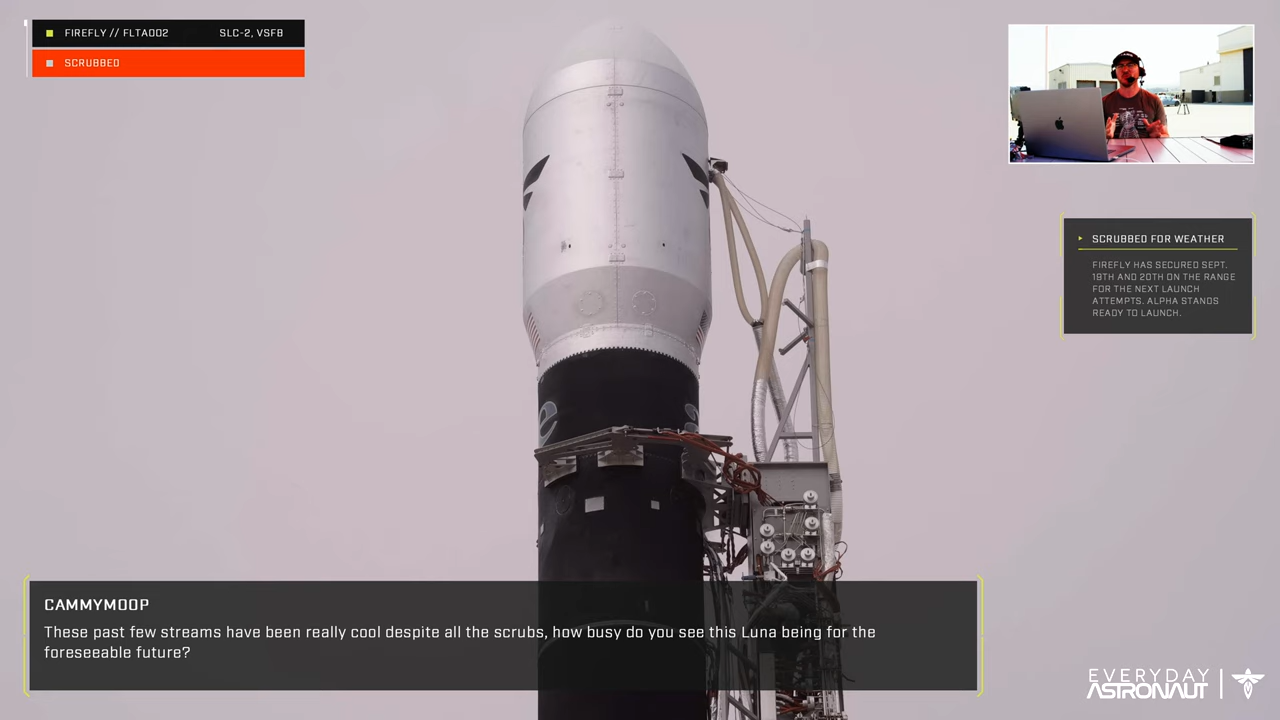 FIREFLY // FLTA002 SLC-2, VSFB
SCRUBBED
SCRUBBED FOR WEATHER
FIREFLY HAS SECURED SEPT.
19TH AND 20TH ON THE RANGE
FOR THE NEXT LAUNCH
ATTEMPTS. ALPHA STANDS
READY TO LAUNCH.
CAMMYMOOP
These past few streams have been really cool despite all the scrubs, how busy do you see this Luna being for the
foreseeable future?
EVERYDAY
ASTRONAUT